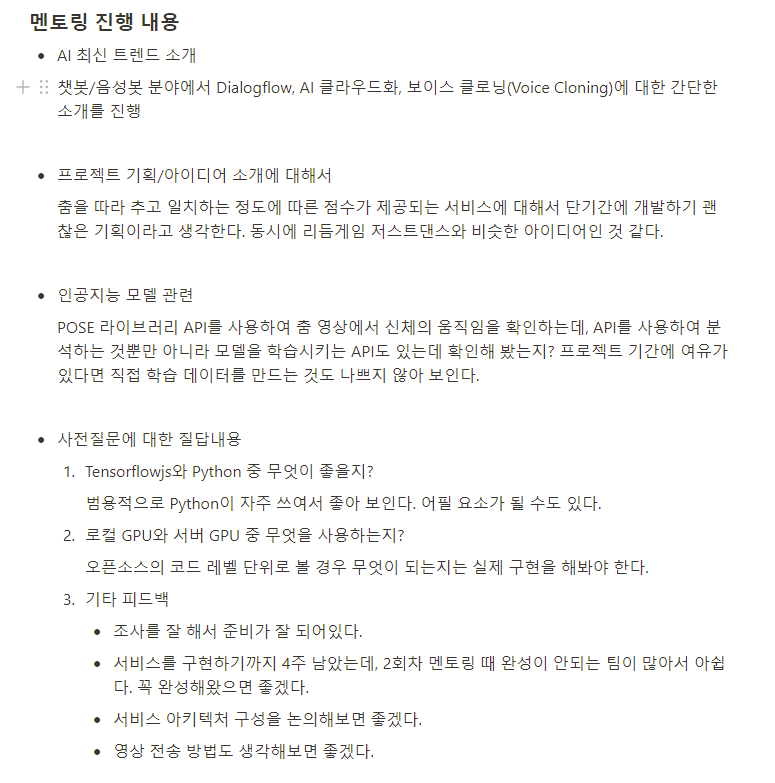 멘토링 진행 내용
• AI 최신 트렌드 소개
챗봇/음성봇 분야에서 Dialogflow, AI 클라우드화, 보이스 클로닝(Voice Cloning)에 대한 간단한
소개를 진행
• 프로젝트 기획/아이디어 소개에 대해서
춤을 따라 추고 일치하는 정도에 따른 점수가 제공되는 서비스에 대해서 단기간에 개발하기 괜
찮은 기획이라고 생각한다. 동시에 리듬게임 저스트댄스와 비슷한 아이디어인 것 같다.
• 인공지능 모델 관련
POSE 라이브러리 API를 사용하여 춤 영상에서 신체의 움직임을 확인하는데, API를 사용하여 분
석하는 것뿐만 아니라 모델을 학습시키는 API도 있는데 확인해 봤는지? 프로젝트 기간에 여유가
있다면 직접 학습 데이터를 만드는 것도 나쁘지 않아 보인다.
• 사전질문에 대한 질답내용
1. Tensorflowjs와 Python 중 무엇이 좋을지?
범용적으로 Python이 자주 쓰여서 좋아 보인다. 어필 요소가 될 수도 있다.
2. 로컬 GPU와 서버 GPU 중 무엇을 사용하는지?
오픈소스의 코드 레벨 단위로 볼 경우 무엇이 되는지는 실제 구현을 해봐야 한다.
3. 기타 피드백
• 조사를 잘 해서 준비가 잘 되어있다.
• 서비스를 구현하기까지 4주 남았는데, 2회차 멘토링 때 완성이 안되는 팀이 많아서 아쉽
다. 꼭 완성해왔으면 좋겠다.
• 서비스 아키텍처 구성을 논의해보면 좋겠다.
• 영상 전송 방법도 생각해보면 좋겠다.